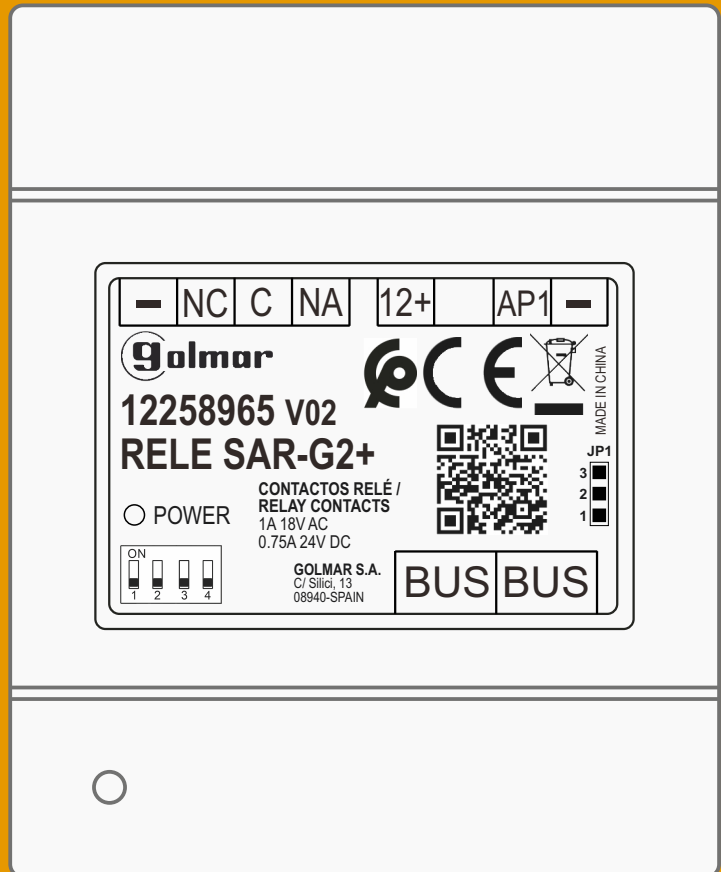 – NC C NA 12+ AP1 –
golmar
12258965 V02
RELE SAR-G2+
MADE IN CHINA
JP1
3
2
1
POWER
CONTACTOS RELÉ /
RELAY CONTACTS
1A 18V AC
0.75A 24V DC
ON
1 2 3 4
GOLMAR S.A.
C/ Silici, 13
08940-SPAIN
BUS BUS
CE